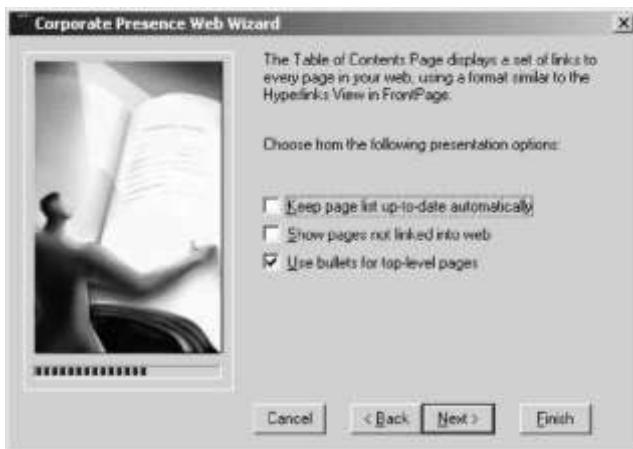 Corporate Presence Web Wizard
The Table of Contents Page displays a set of links to
every page in your web, using a format similar to the
Hyperlinks View in FrontPage.
Choose from the following presentation options:
Keep page list up-to-date automatically
Show pages not linked into web
Use bullets for top-level pages
Cancel
< Back
Next >
Finish